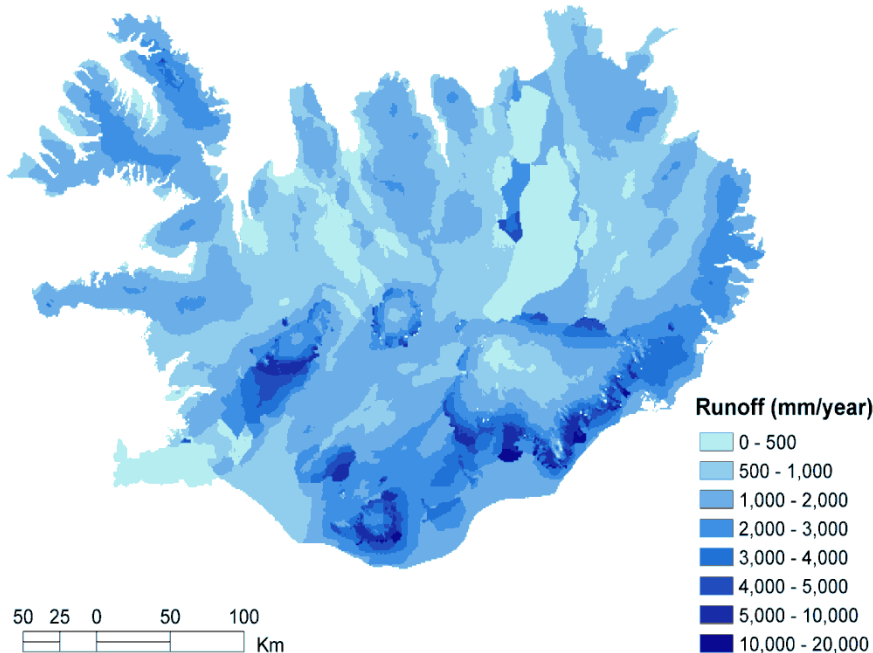 Runoff (mm/year)
0 - 500
500 - 1,000
1,000 - 2,000
2,000 - 3,000
3,000 - 4,000
4,000 - 5,000
5,000 - 10,000
10,000 - 20,000
50 25 0 50 100
Km